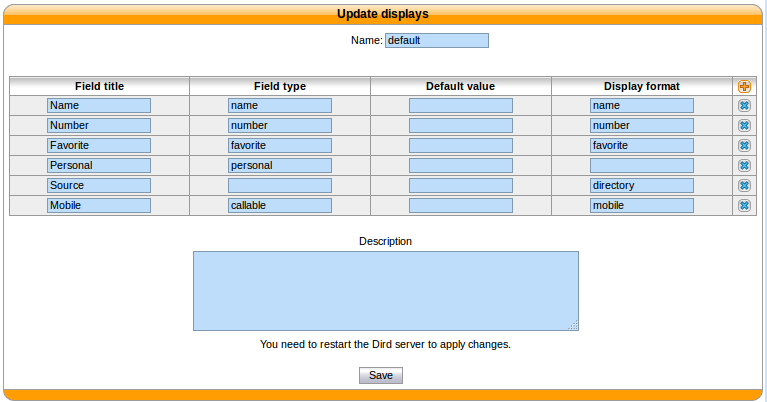 Update displays
Name: default
Field title Field type Default value Display format
Name name name
Number number number
Favorite favorite favorite
Personal personal
Source directory
Mobile callable mobile
Description
You need to restart the Dird server to apply changes.
Save